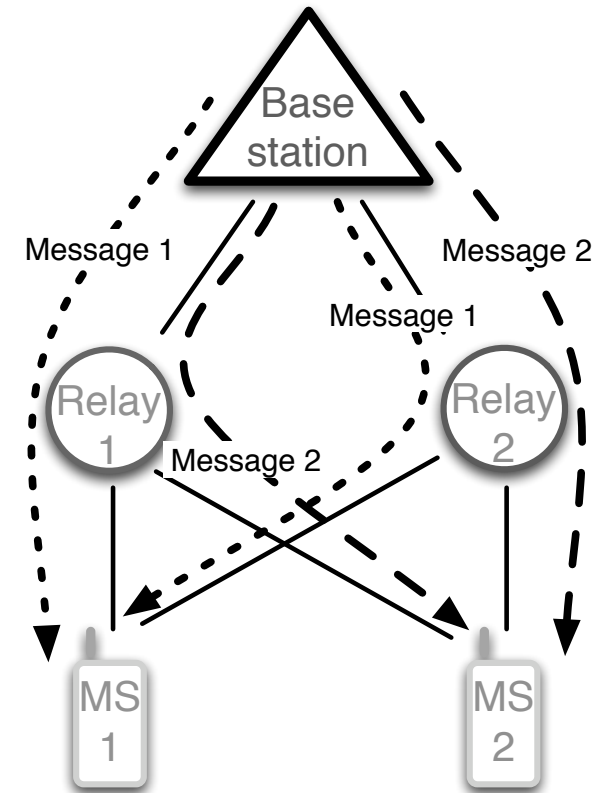 Base
station
Message 1
Message 2
Message 1
Relay
1
Relay
2
Message 2
MS
1
MS
2